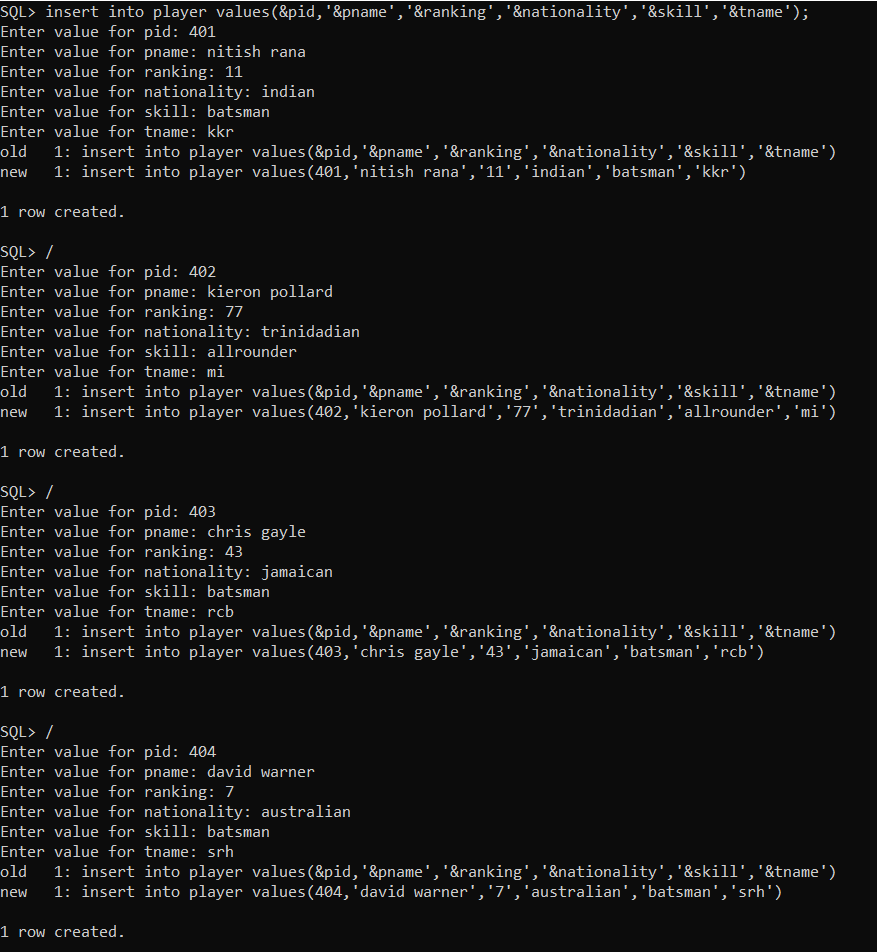 SQL> insert into player values(&pid,'&pname','&ranking','&nationality','&skill','&tname');
Enter value for pid: 401
Enter value for pname: nitish rana
Enter value for ranking: 11
Enter value for nationality: indian
Enter value for skill: batsman
Enter value for tname: kkr
old   1: insert into player values(&pid,'&pname','&ranking','&nationality','&skill','&tname')
new   1: insert into player values(401,'nitish rana','11','indian','batsman','kkr')

1 row created.

SQL> /
Enter value for pid: 402
Enter value for pname: kieron pollard
Enter value for ranking: 77
Enter value for nationality: trinidadian
Enter value for skill: allrounder
Enter value for tname: mi
old   1: insert into player values(&pid,'&pname','&ranking','&nationality','&skill','&tname')
new   1: insert into player values(402,'kieron pollard','77','trinidadian','allrounder','mi')

1 row created.

SQL> /
Enter value for pid: 403
Enter value for pname: chris gayle
Enter value for ranking: 43
Enter value for nationality: jamaican
Enter value for skill: batsman
Enter value for tname: rcb
old   1: insert into player values(&pid,'&pname','&ranking','&nationality','&skill','&tname')
new   1: insert into player values(403,'chris gayle','43','jamaican','batsman','rcb')

1 row created.

SQL> /
Enter value for pid: 404
Enter value for pname: david warner
Enter value for ranking: 7
Enter value for nationality: australian
Enter value for skill: batsman
Enter value for tname: srh
old   1: insert into player values(&pid,'&pname','&ranking','&nationality','&skill','&tname')
new   1: insert into player values(404,'david warner','7','australian','batsman','srh')

1 row created.